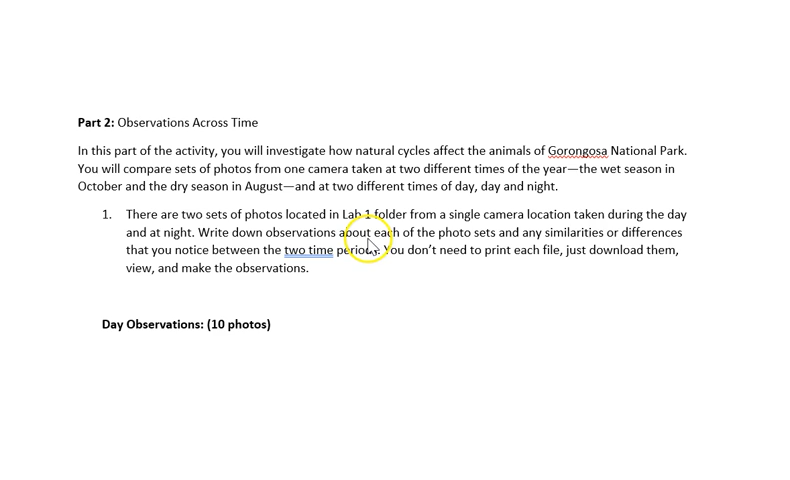 Part 2: Observations Across Time
In this part of the activity, you will investigate how natural cycles affect the animals of Gorongosa National Park.
You will compare sets of photos from one camera taken at two different times of the year—the wet season in
October and the dry season in August—and at two different times of day, day and night.
1. There are two sets of photos located in Lab 1 folder from a single camera location taken during the day
and at night. Write down observations about each of the photo sets and any similarities or differences
that you notice between the two time periods. You don't need to print each file, just download them,
view, and make the observations.
Day Observations: (10 photos)